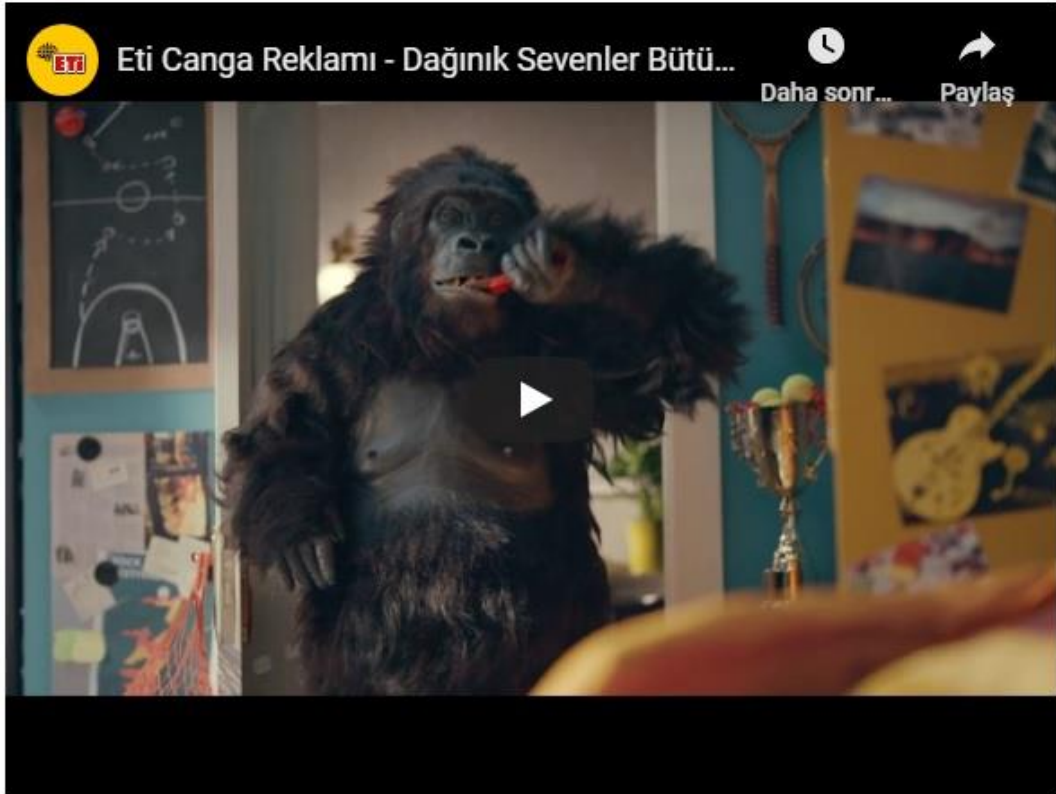 ETİ
Eti Canga Reklamı - Dağınık Sevenler Bütü...
Daha sonr...
Paylaş